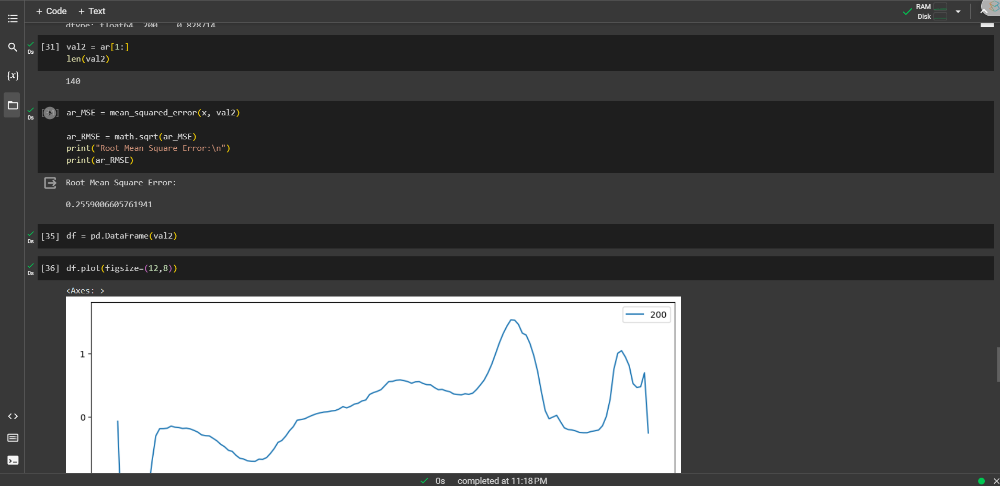 + Code + Text
RAM
Disk
dtype: float64, 200 0.828714
0s
[31] val2 = ar[1:]
len(val2)
140
0s
ar_MSE = mean_squared_error(x, val2)
ar_RMSE = math.sqrt(ar_MSE)
print("Root Mean Square Error:\n")
print(ar_RMSE)
Root Mean Square Error:
0.2559006605761941
0s
[35] df = pd.DataFrame(val2)
0s
[36] df.plot(figsize=(12,8))
<Axes: >
200
1
0
{x}
0s completed at 11:18 PM